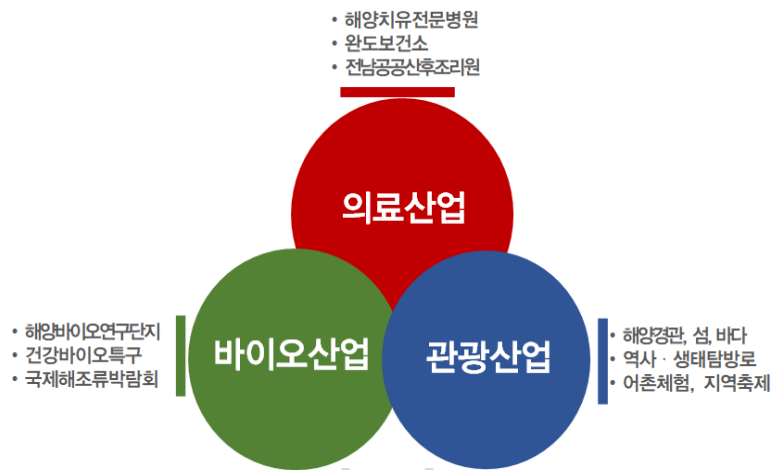 • 해양치유전문병원
• 완도보건소
• 전남공공산후조리원
의료산업
• 해양바이오연구단지
• 건강바이오특구
• 국제해조류박람회
바이오산업
관광산업
• 해양경관, 섬, 바다
• 역사 · 생태탐방로
• 어촌체험, 지역축제